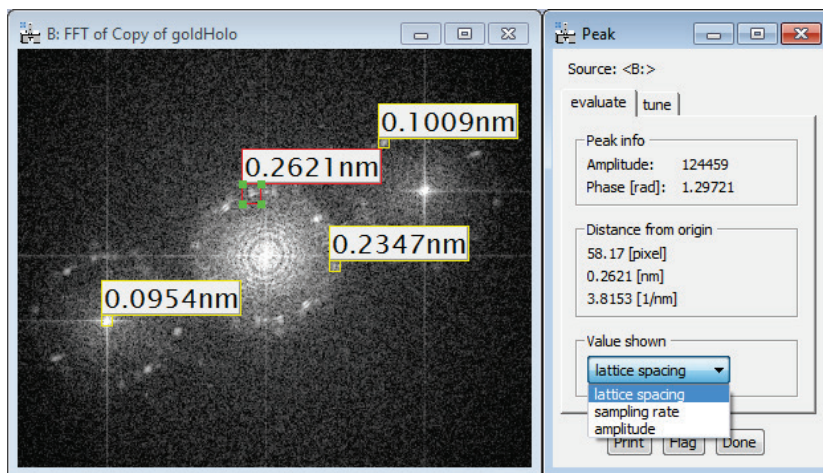 B: FFT of Copy of goldHolo
0.1009nm
0.2621nm
0.2347nm
0.0954nm
Peak
Source: <B:>
evaluate
tune
Peak info
Amplitude: 124459
Phase [rad]: 1.29721
Distance from origin
58.17 [pixel]
0.2621 [nm]
3.8153 [1/nm]
Value shown
lattice spacing
lattice spacing
sampling rate
amplitude
Print Flag Done